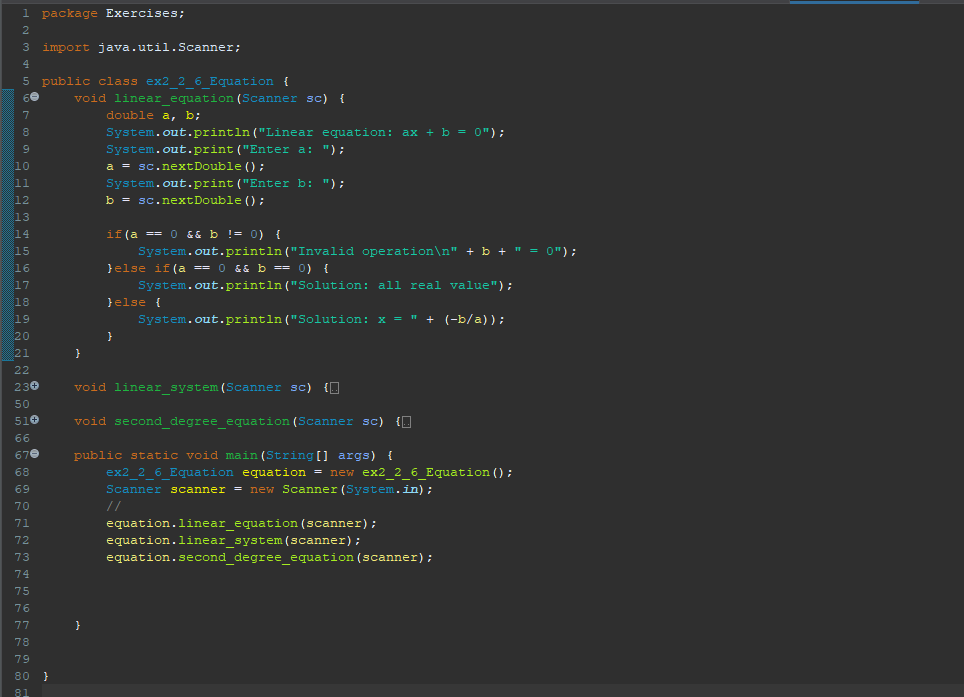 1 package Exercises;
2
3 import java.util.Scanner;
4
5 public class ex2_2_6_Equation {
6 void linear_equation(Scanner sc) {
7 double a, b;
8 System.out.println("Linear equation: ax + b = 0");
9 System.out.print("Enter a: ");
10 a = sc.nextDouble();
11 System.out.print("Enter b: ");
12 b = sc.nextDouble();
13
14 if(a == 0 && b != 0) {
15 System.out.println("Invalid operation\n" + b + " = 0");
16 }else if(a == 0 && b == 0) {
17 System.out.println("Solution: all real value");
18 }else {
19 System.out.println("Solution: x = " + (-b/a));
20 }
21 }
22
23 void linear_system(Scanner sc) {
50
51 void second_degree_equation(Scanner sc) {
66
67 public static void main(String[] args) {
68 ex2_2_6_Equation equation = new ex2_2_6_Equation();
69 Scanner scanner = new Scanner(System.in);
70 //
71 equation.linear_equation(scanner);
72 equation.linear_system(scanner);
73 equation.second_degree_equation(scanner);
74
75
76
77 }
78
79
80 }
81